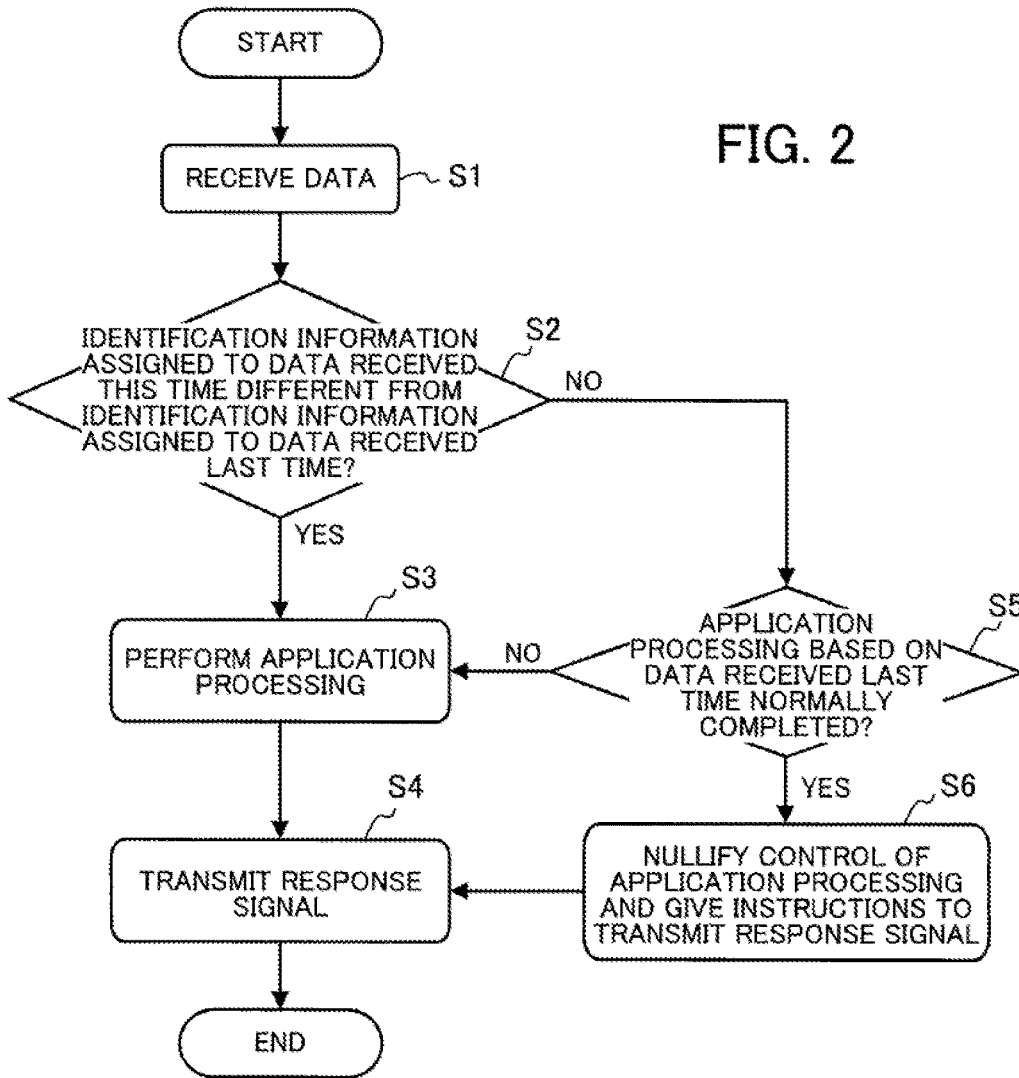 START
FIG. 2
RECEIVE DATA
S1
IDENTIFICATION INFORMATION
ASSIGNED TO DATA RECEIVED
THIS TIME DIFFERENT FROM
IDENTIFICATION INFORMATION
ASSIGNED TO DATA RECEIVED
LAST TIME?
S2
NO
YES
S3
PERFORM APPLICATION
PROCESSING
NO
APPLICATION
PROCESSING BASED ON
DATA RECEIVED LAST
TIME NORMALLY
COMPLETED?
S5
YES
S4
TRANSMIT RESPONSE
SIGNAL
S6
NULLIFY CONTROL OF
APPLICATION PROCESSING
AND GIVE INSTRUCTIONS TO
TRANSMIT RESPONSE SIGNAL
END